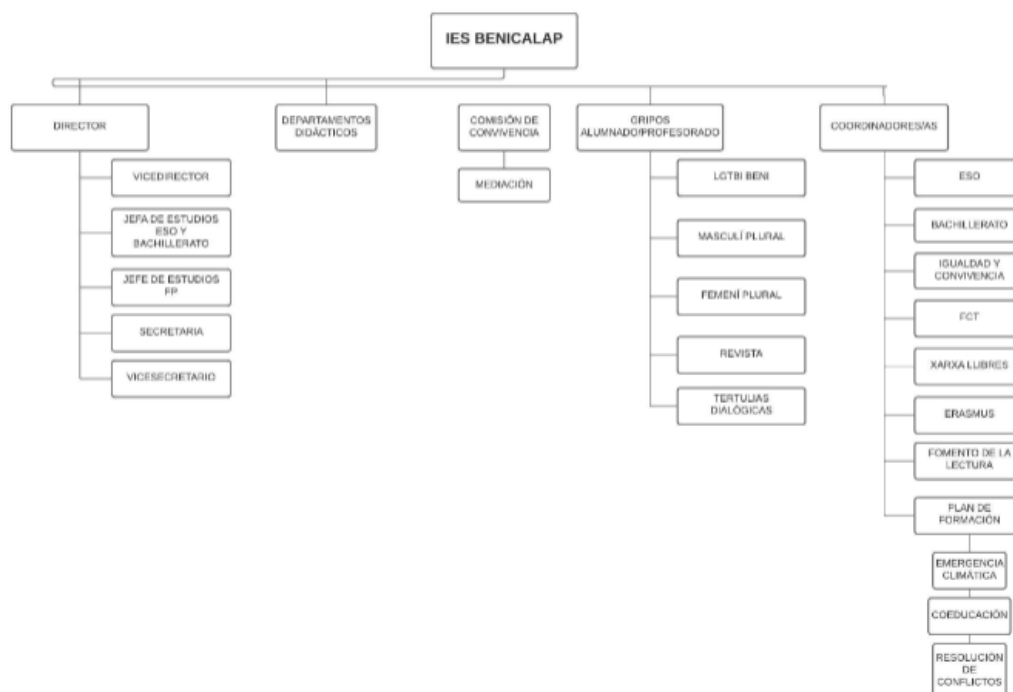 IES BENICALAP
DIRECTOR
VICEDIRECTOR
JEFA DE ESTUDIOS
ESO Y
BACHILLERATO
JEFE DE ESTUDIOS
FP
SECRETARIA
VICESECRETARIO
DEPARTAMENTOS
DIDÁCTICOS
COMISIÓN DE
CONVIVENCIA
MEDIACIÓN
GRIPOS
ALUMNADO/PROFESORADO
LGTBI BENI
MASCULÍ PLURAL
FEMENÍ PLURAL
REVISTA
TERTULIAS
DIALÓGICAS
COORDINADORES/AS
ESO
BACHILLERATO
IGUALDAD Y
CONVIVENCIA
FCT
XARXA LLIBRES
ERASMUS
FOMENTO DE LA
LECTURA
PLAN DE
FORMACIÓN
EMERGENCIA
CLIMÁTICA
COEDUCACIÓN
RESOLUCIÓN
DE
CONFLICTOS